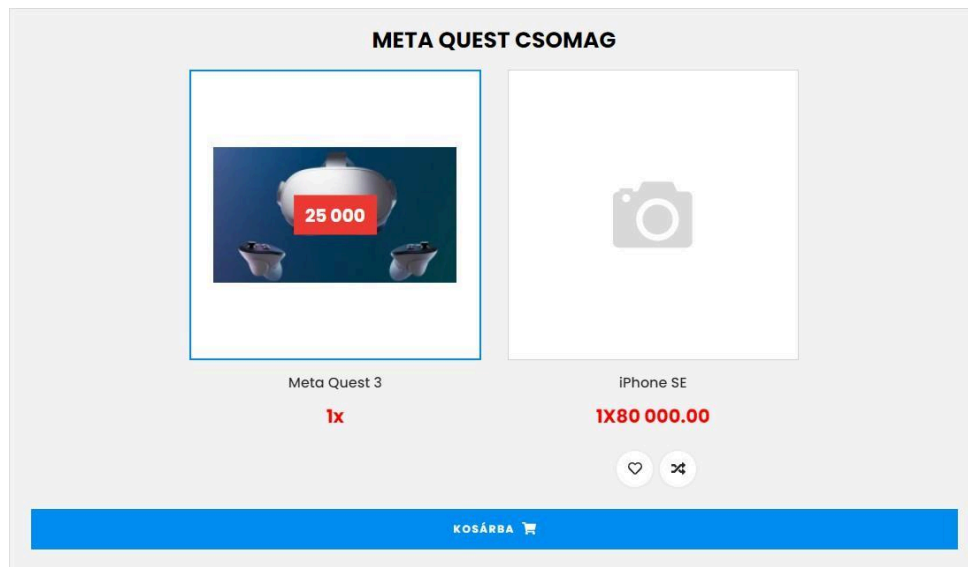 META QUEST CSOMAG
25 000
Meta Quest 3
iPhone SE
1x
1X80 000.00
KOSÁRBA